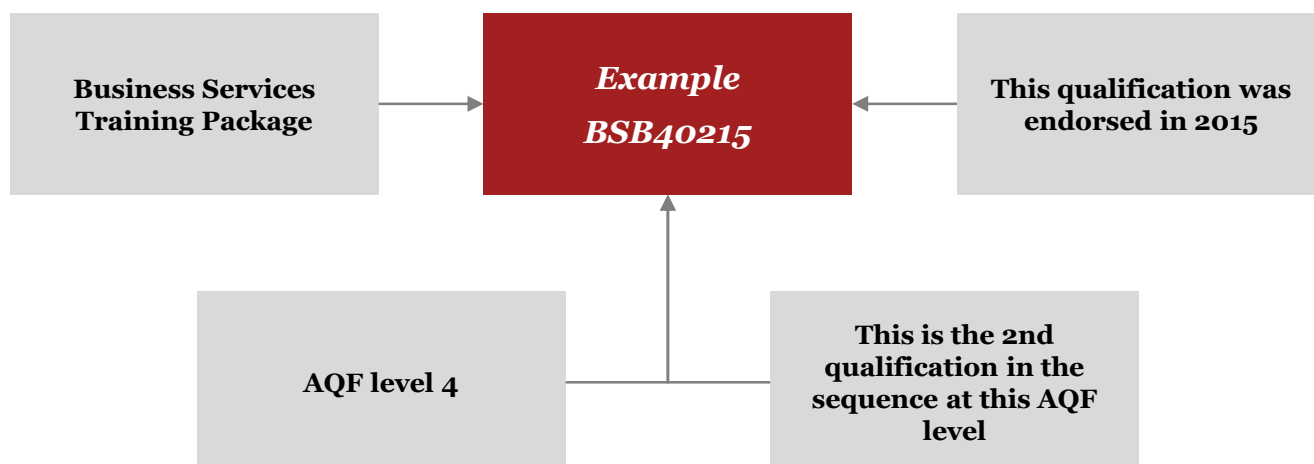 Business Services
Training Package
Example
BSB40215
This qualification was
endorsed in 2015
AQF level 4
This is the 2nd
qualification in the
sequence at this AQF
level